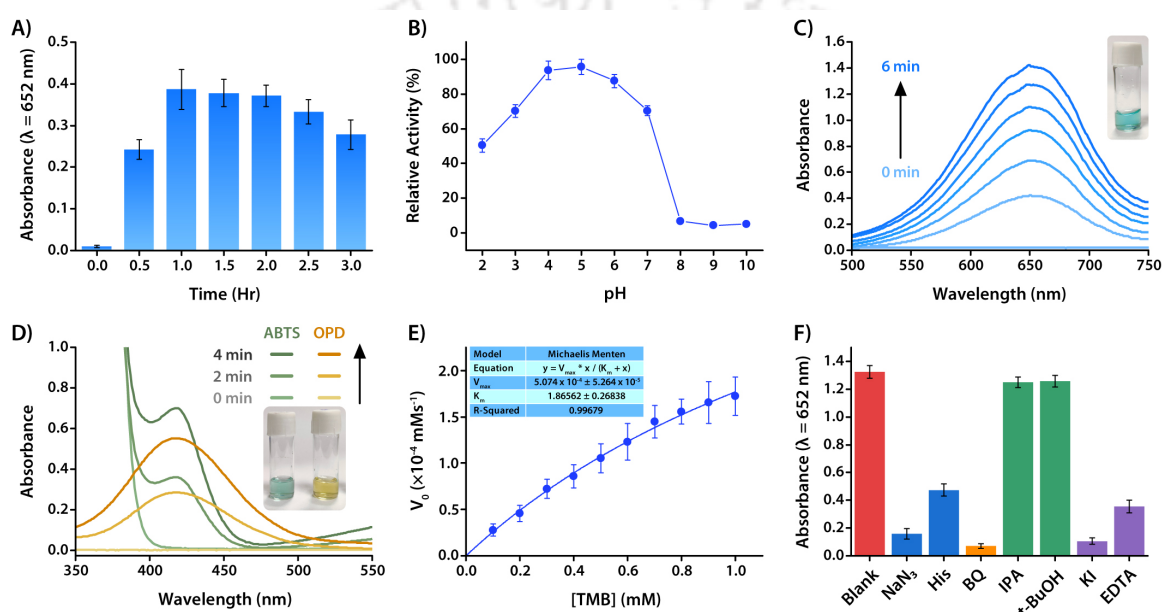 A)
Absorbance (λ = 652 nm)
0.5
0.4
0.3
0.2
0.1
0.0
0.0 0.5 1.0 1.5 2.0 2.5 3.0
Time (Hr)
B)
Relative Activity (%)
100
80
60
40
20
0
2 3 4 5 6 7 8 9 10
pH
C)
Absorbance
1.6
1.4
1.2
1.0
0.8
0.6
0.4
0.2
0.0
6 min
0 min
500 550 600 650 700 750
Wavelength (nm)
D)
Absorbance
1.0
0.8
0.6
0.4
0.2
0.0
ABTS OPD
4 min
2 min
0 min
350 400 450 500 550
Wavelength (nm)
E)
V₀ (×10⁻⁴ mMs⁻¹)
2.0
1.5
1.0
0.5
0.0
Model Michaelis Menten
Equation y = Vmax * x / (Km + x)
Vmax 5.074 x 10⁻⁴ ± 5.264 x 10⁻⁵
Km 1.86562 ± 0.26838
R-Squared 0.99679
0.0 0.2 0.4 0.6 0.8 1.0
[TMB] (mM)
F)
Absorbance (λ = 652 nm)
1.4
1.2
1.0
0.8
0.6
0.4
0.2
0.0
Blank NaN₃ His BQ IPA t-BuOH KI EDTA